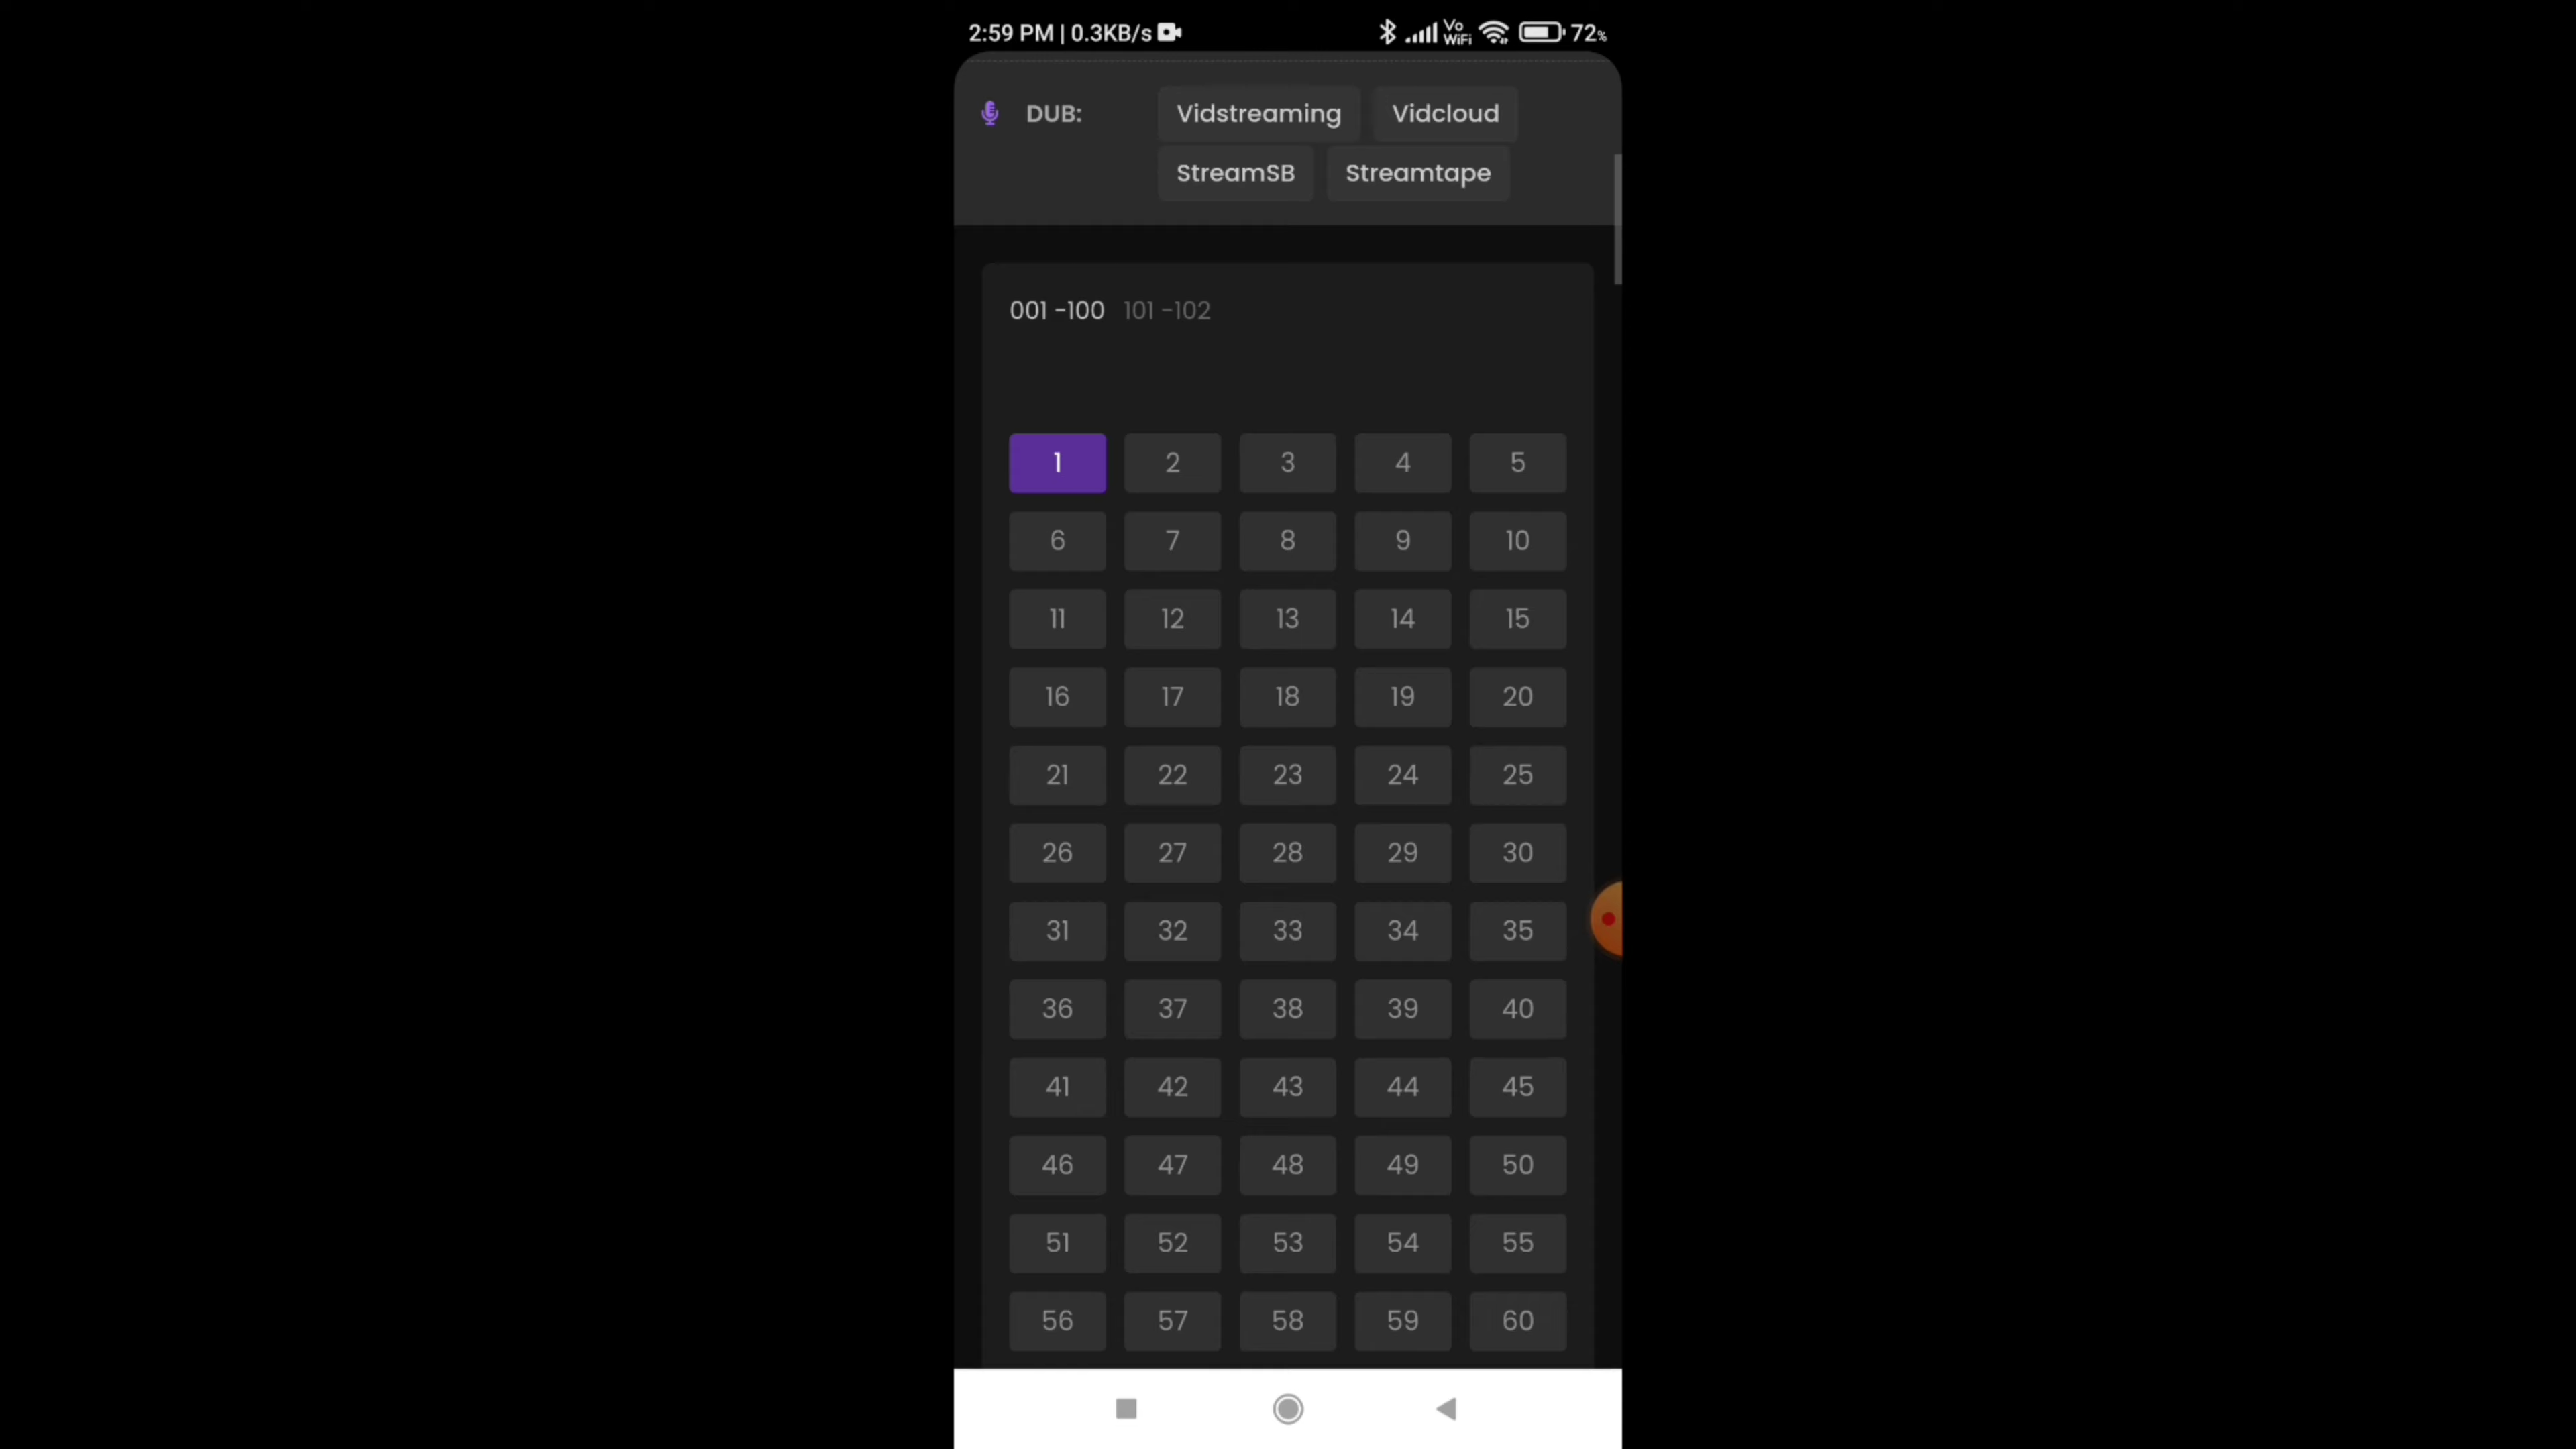 2:59 PM | 0.3KB/s Vo WiFi 72%
DUB: Vidstreaming Vidcloud
StreamSB Streamtape
001 -100 101 -102
1 2 3 4 5
6 7 8 9 10
11 12 13 14 15
16 17 18 19 20
21 22 23 24 25
26 27 28 29 30
31 32 33 34 35
36 37 38 39 40
41 42 43 44 45
46 47 48 49 50
51 52 53 54 55
56 57 58 59 60